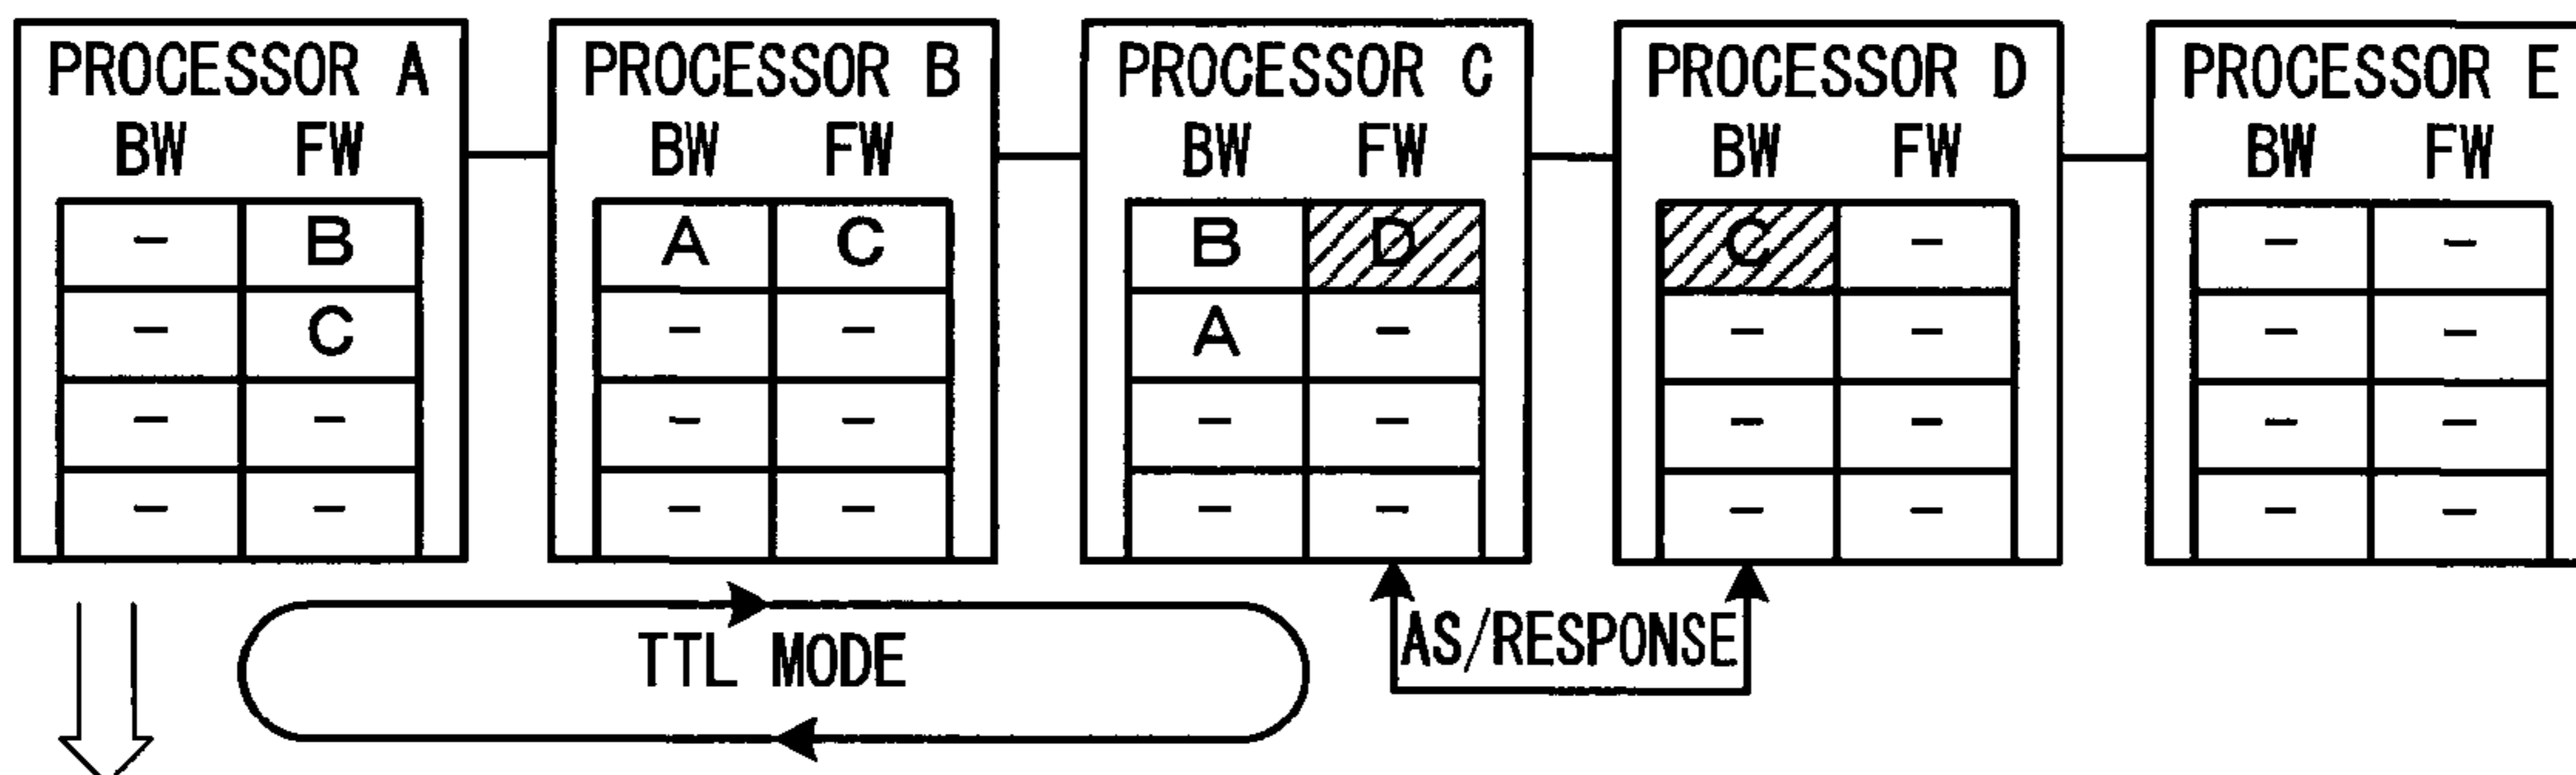 PROCESSOR A PROCESSOR B PROCESSOR C PROCESSOR D PROCESSOR E
BW FW BW FW BW FW BW FW BW FW
- B A C B D C - - -
- C - - A - - - - -
- - - - - - - - - -
- - - - - - - - - -
TTL MODE AS/RESPONSE